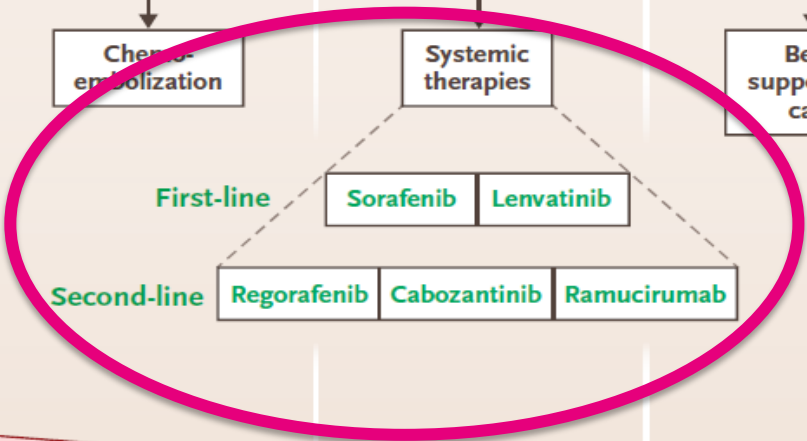 Chemo-
embolization
Systemic
therapies
First-line
Sorafenib
Lenvatinib
Second-line
Regorafenib
Cabozantinib
Ramucirumab